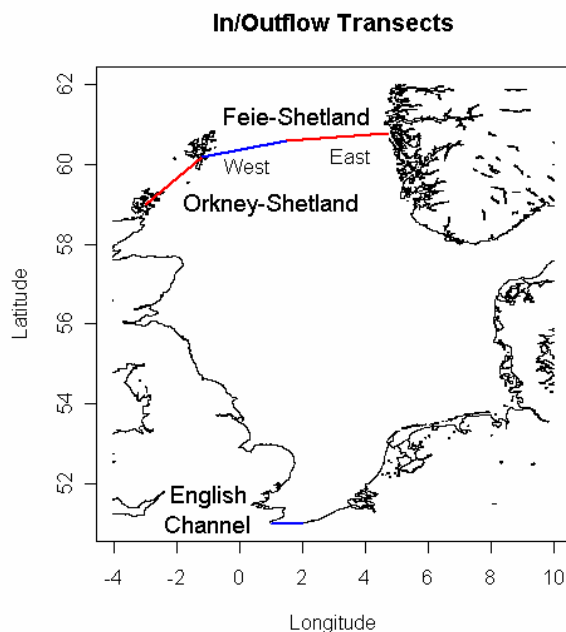 In/Outflow Transects
62
60
58
56
54
52
Latitude
Feie-Shetland
West
East
Orkney-Shetland
English
Channel
-4
-2
0
2
4
6
8
10
Longitude